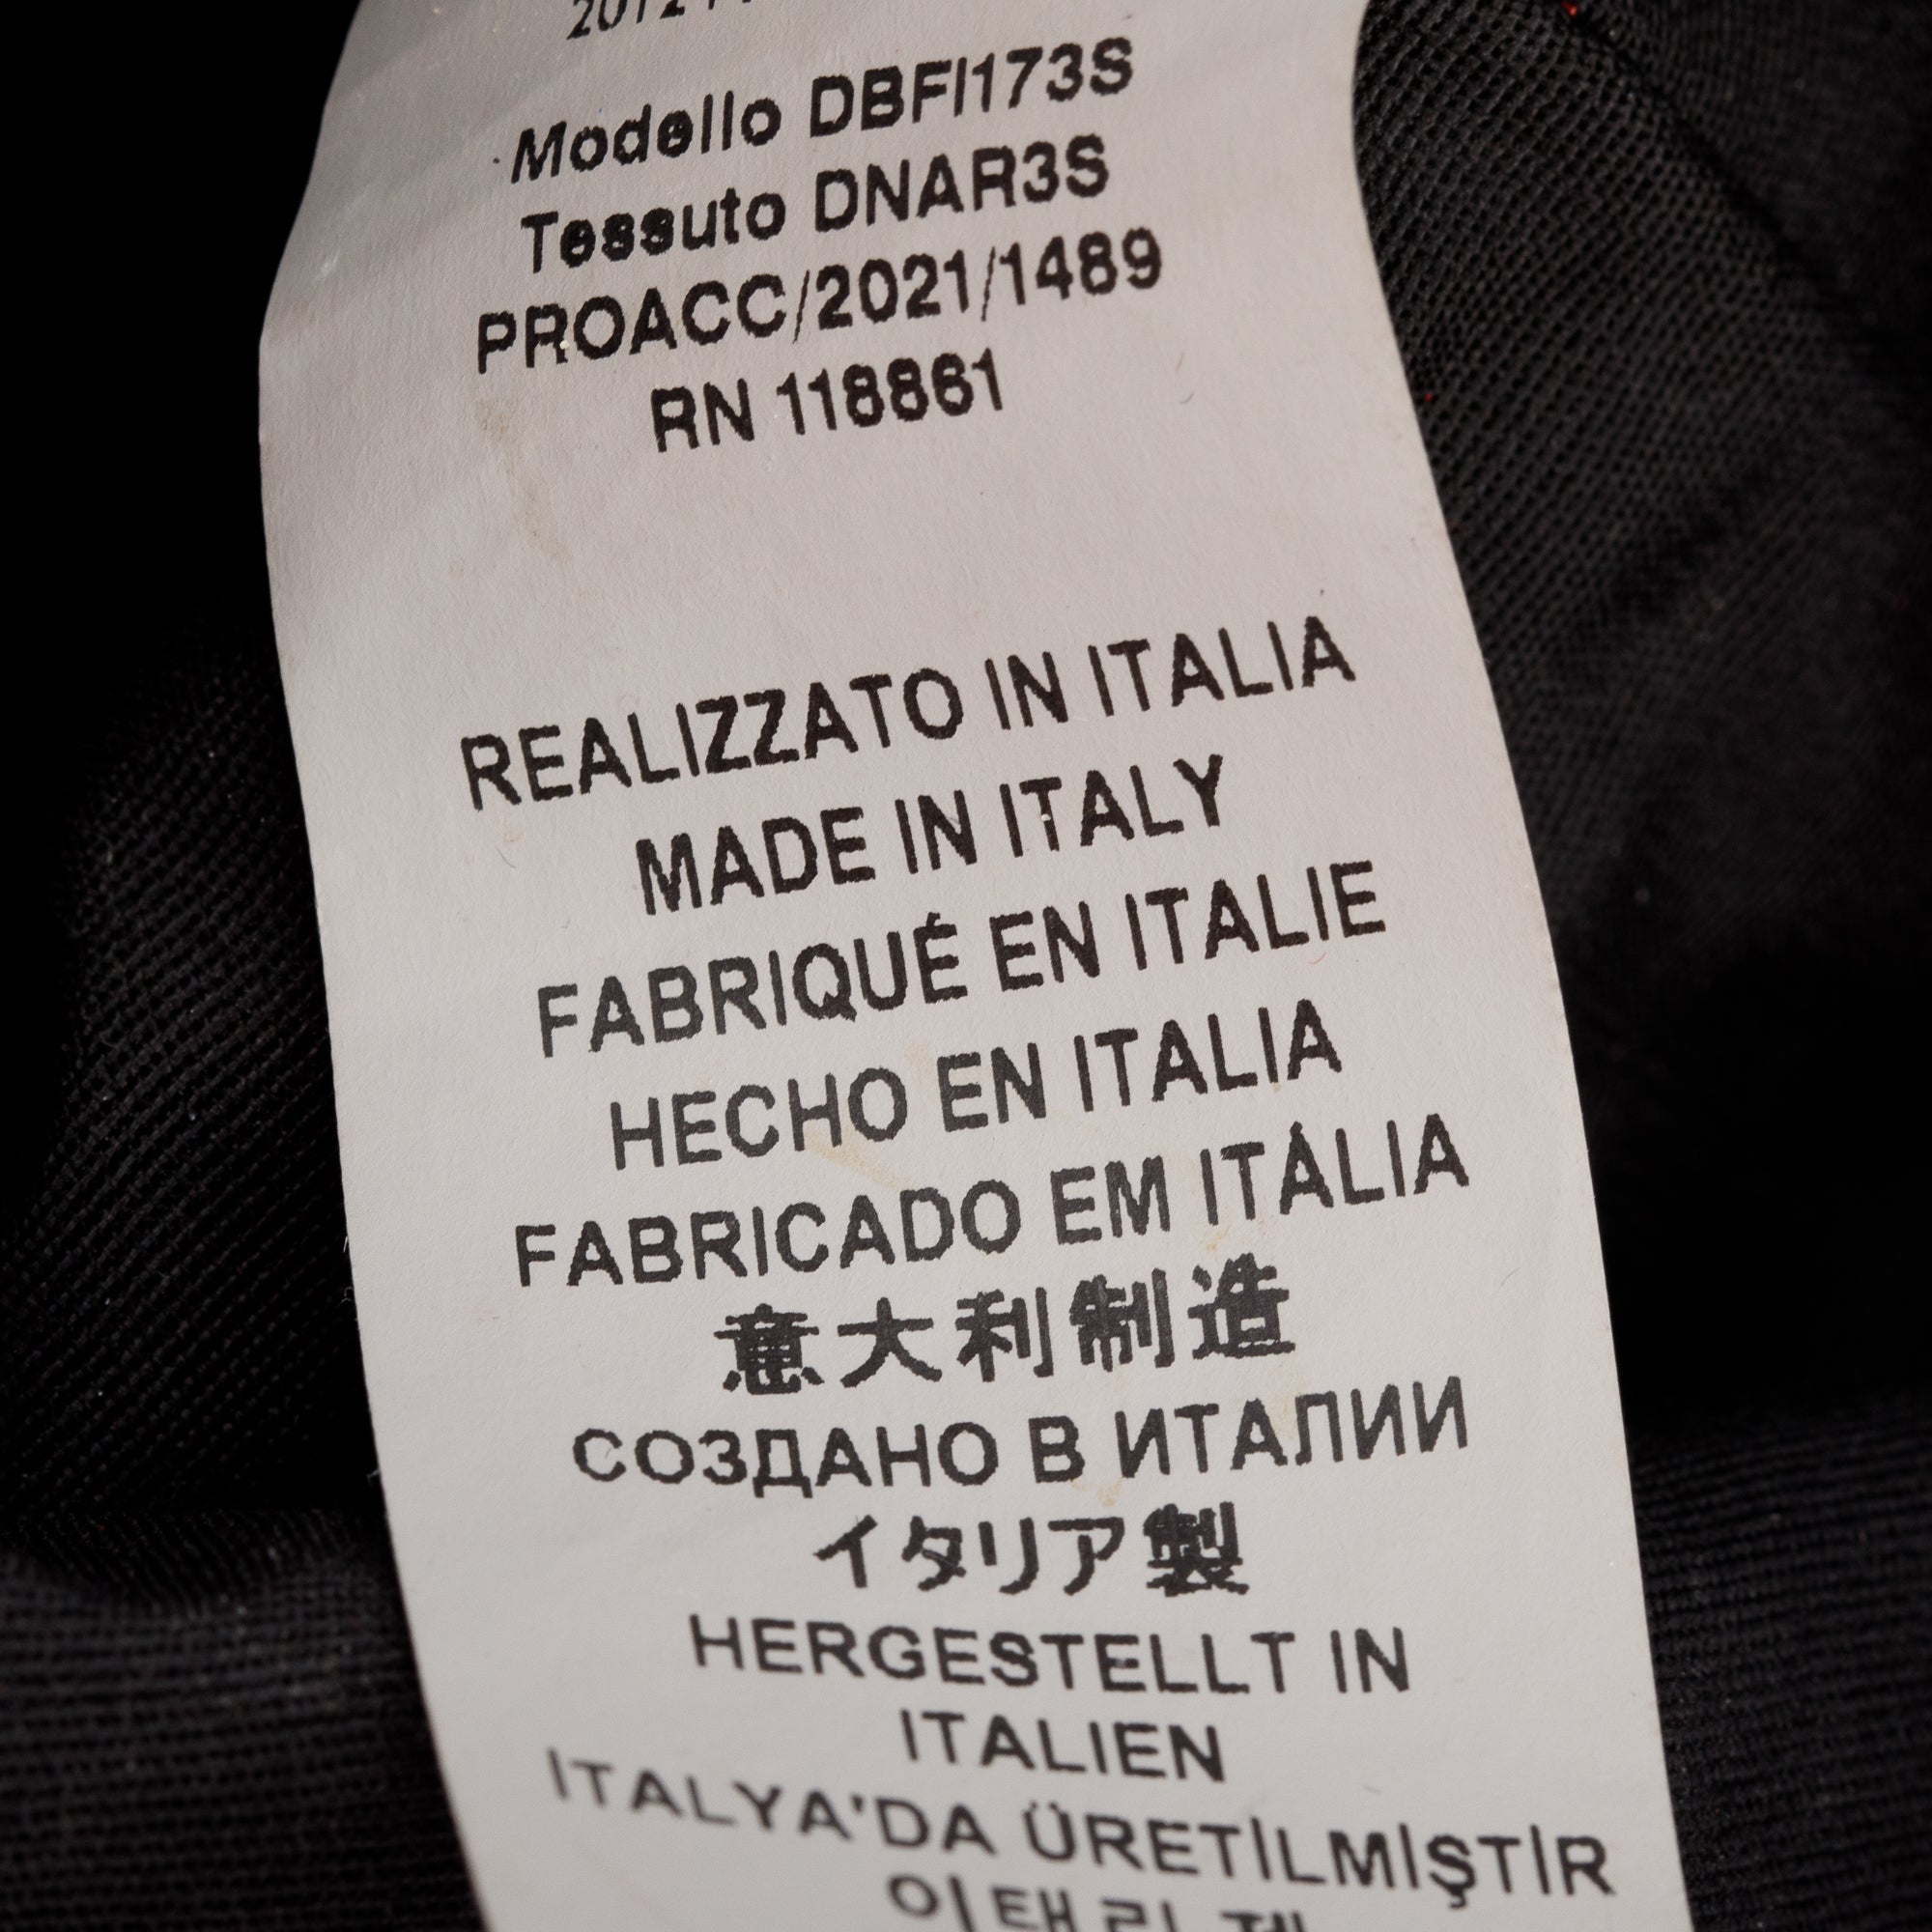 Modello DBFI173S
Tessuto DNAR3S
PROACC/2021/1489
RN 118861
REALIZZATO IN ITALIA
MADE IN ITALY
FABRIQUÉ EN ITALIE
HECHO EN ITALIA
FABRICADO EM ITÁLIA
意大利制造
СОЗДАНО В ИТАЛИИ
イタリア製
HERGESTELLT IN
ITALIEN
ITALYA'DA ÜRETİLMİŞTİR